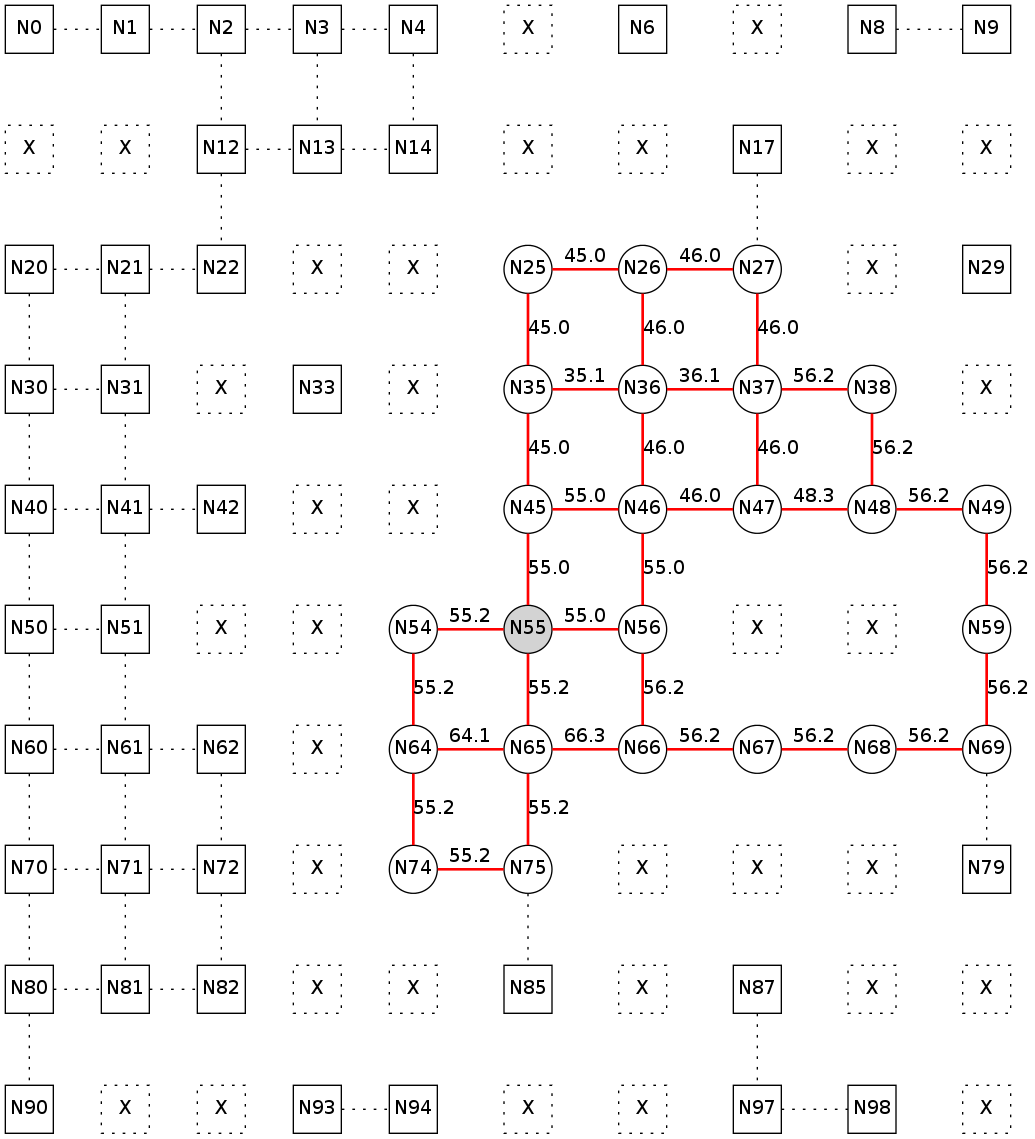 N0 N1 N2 N3 N4 X N6 X N8 N9
X X N12 N13 N14 X X N17 X X
45.0 46.0
N20 N21 N22 X X N25 N26 N27 X N29
45.0 46.0 46.0
35.1 36.1 56.2
N30 N31 X N33 X N35 N36 N37 N38 X
45.0 46.0 46.0 56.2
55.0 46.0 48.3 56.2
N40 N41 N42 X X N45 N46 N47 N48 N49
55.0 55.0 56.2
55.2 55.0
N50 N51 X X N54 N55 N56 X X N59
55.2 55.2 56.2 56.2
64.1 66.3 56.2 56.2 56.2
N60 N61 N62 X N64 N65 N66 N67 N68 N69
55.2 55.2
55.2
N70 N71 N72 X N74 N75 X X X N79
N80 N81 N82 X X N85 X N87 X X
N90 X X N93 N94 X X N97 N98 X